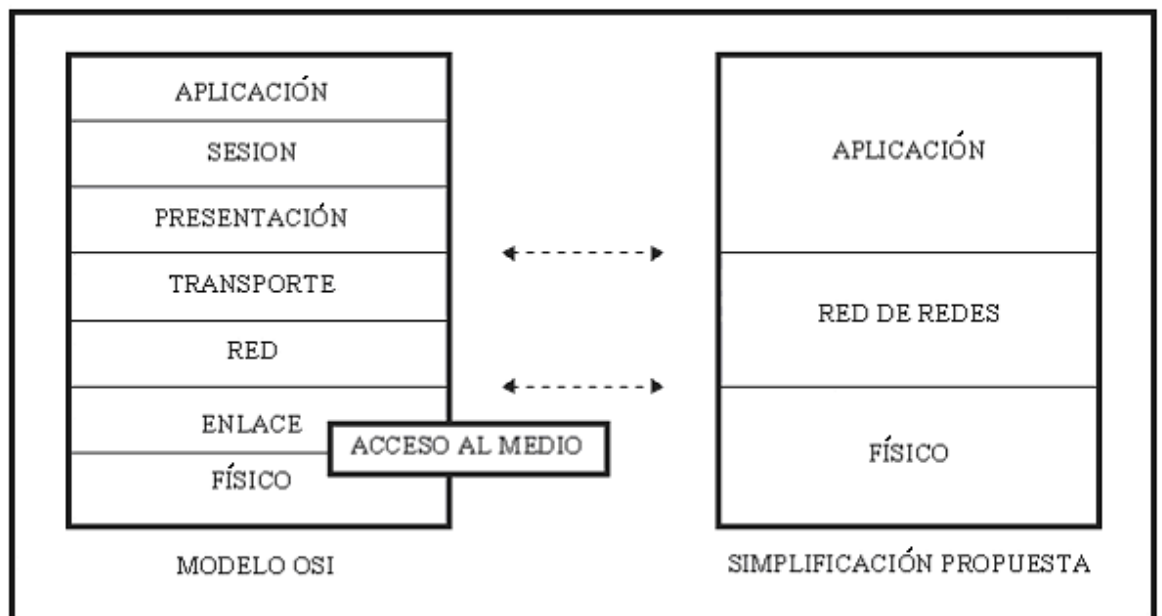 APLICACIÓN
SESION
PRESENTACIÓN
TRANSPORTE
RED
ENLACE
ACCESO AL MEDIO
FÍSICO
MODELO OSI
APLICACIÓN
RED DE REDES
FÍSICO
SIMPLIFICACIÓN PROPUESTA